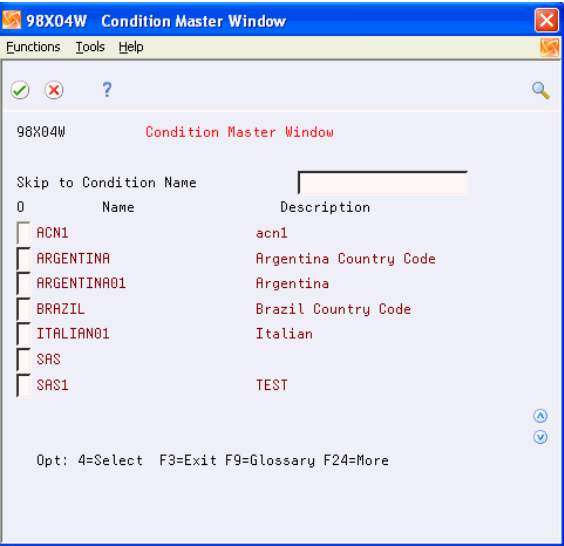 98X04W Condition Master Window
Functions Tools Help
?
98X04W Condition Master Window
Skip to Condition Name
O Name Description
ACN1 acn1
ARGENTINA Argentina Country Code
ARGENTINA01 Argentina
BRAZIL Brazil Country Code
ITALIAN01 Italian
SAS
SAS1 TEST
Opt: 4=Select F3=Exit F9=Glossary F24=More